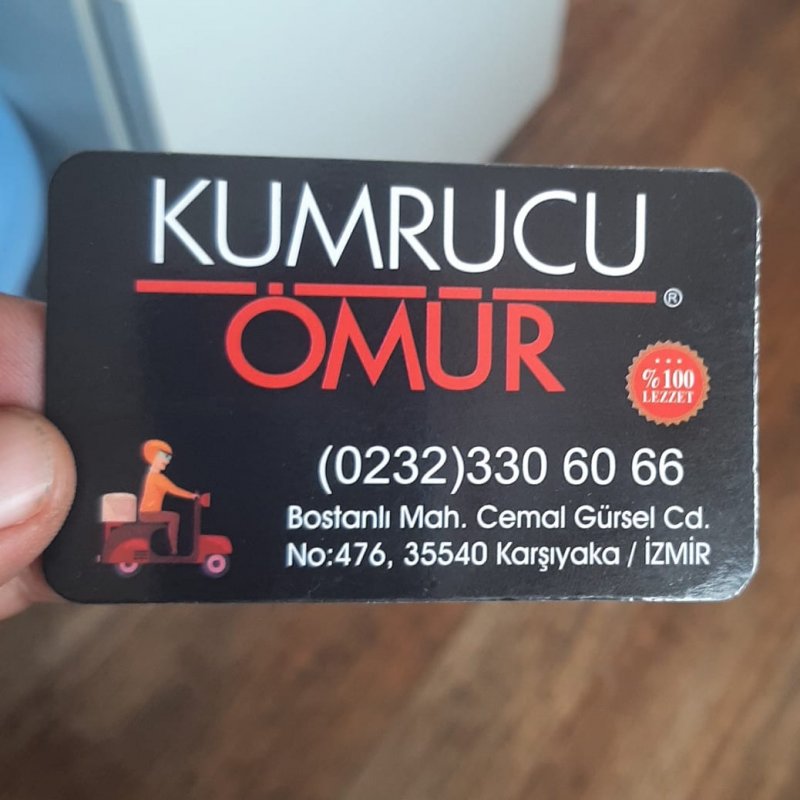 KUMRUCU
ÖMÜR ®
%100
LEZZET
(0232)330 60 66
Bostanlı Mah. Cemal Gürsel Cd.
No:476, 35540 Karşıyaka / İZMİR